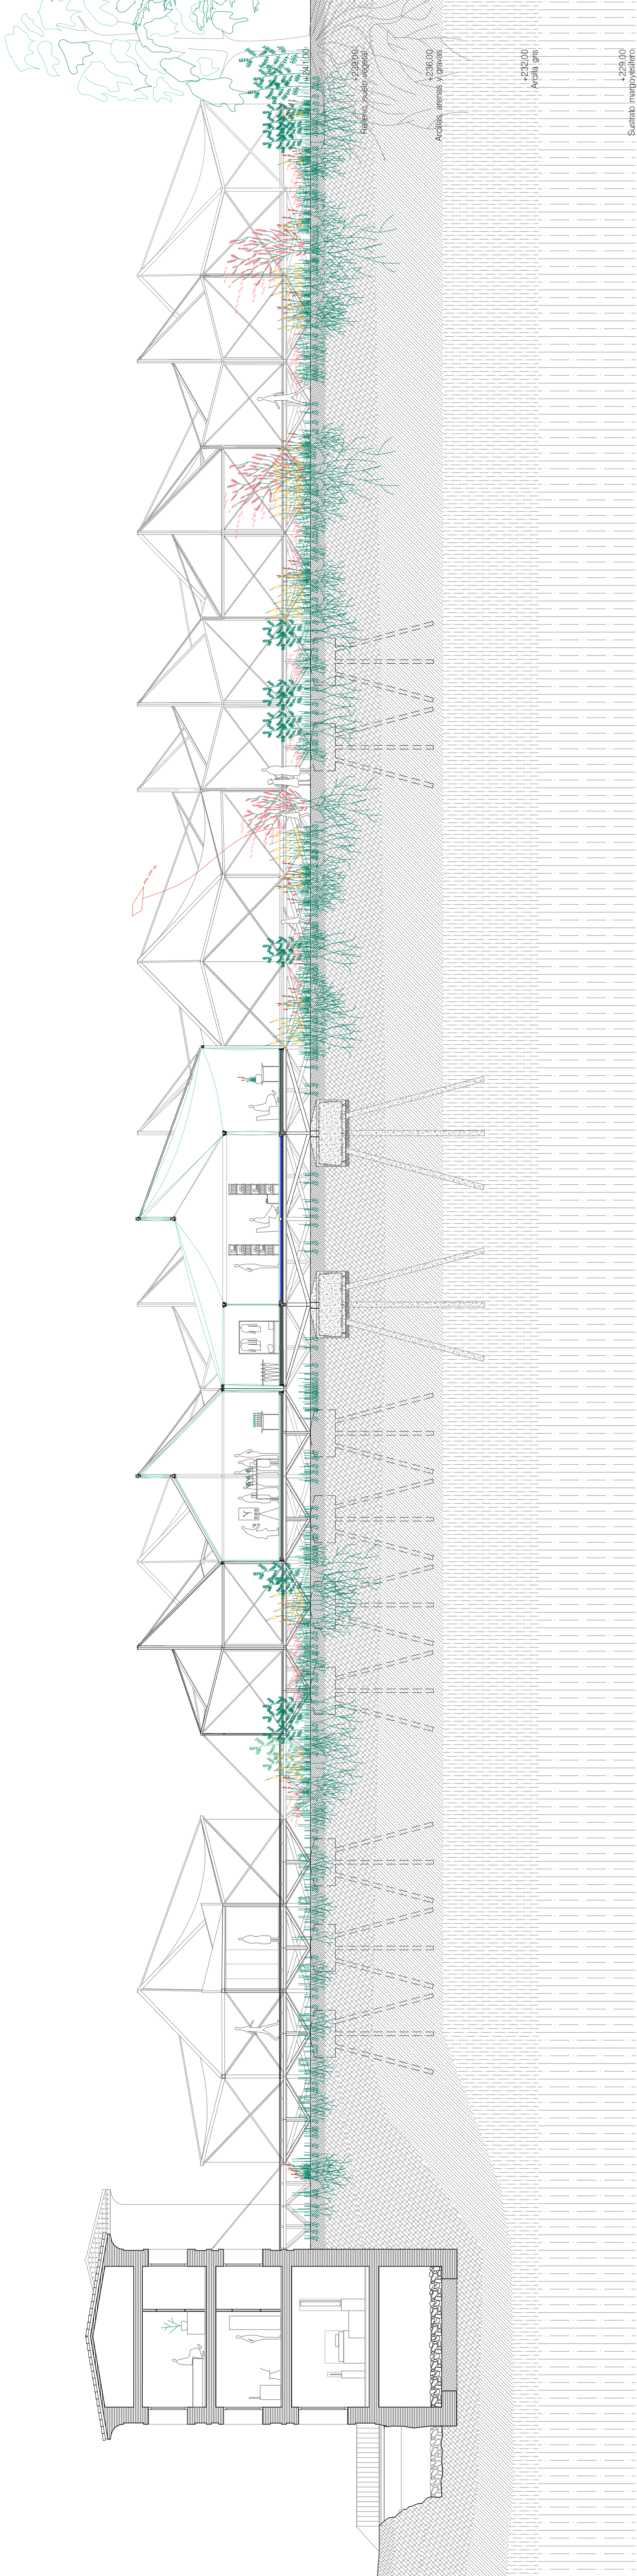 +241,00
+239,00
Relleno, suelo vegetal
+236,00
Arcillas, arenas y gravas
+232,00
Arcilla gris
+229,00
Sustrato margoyesífero.